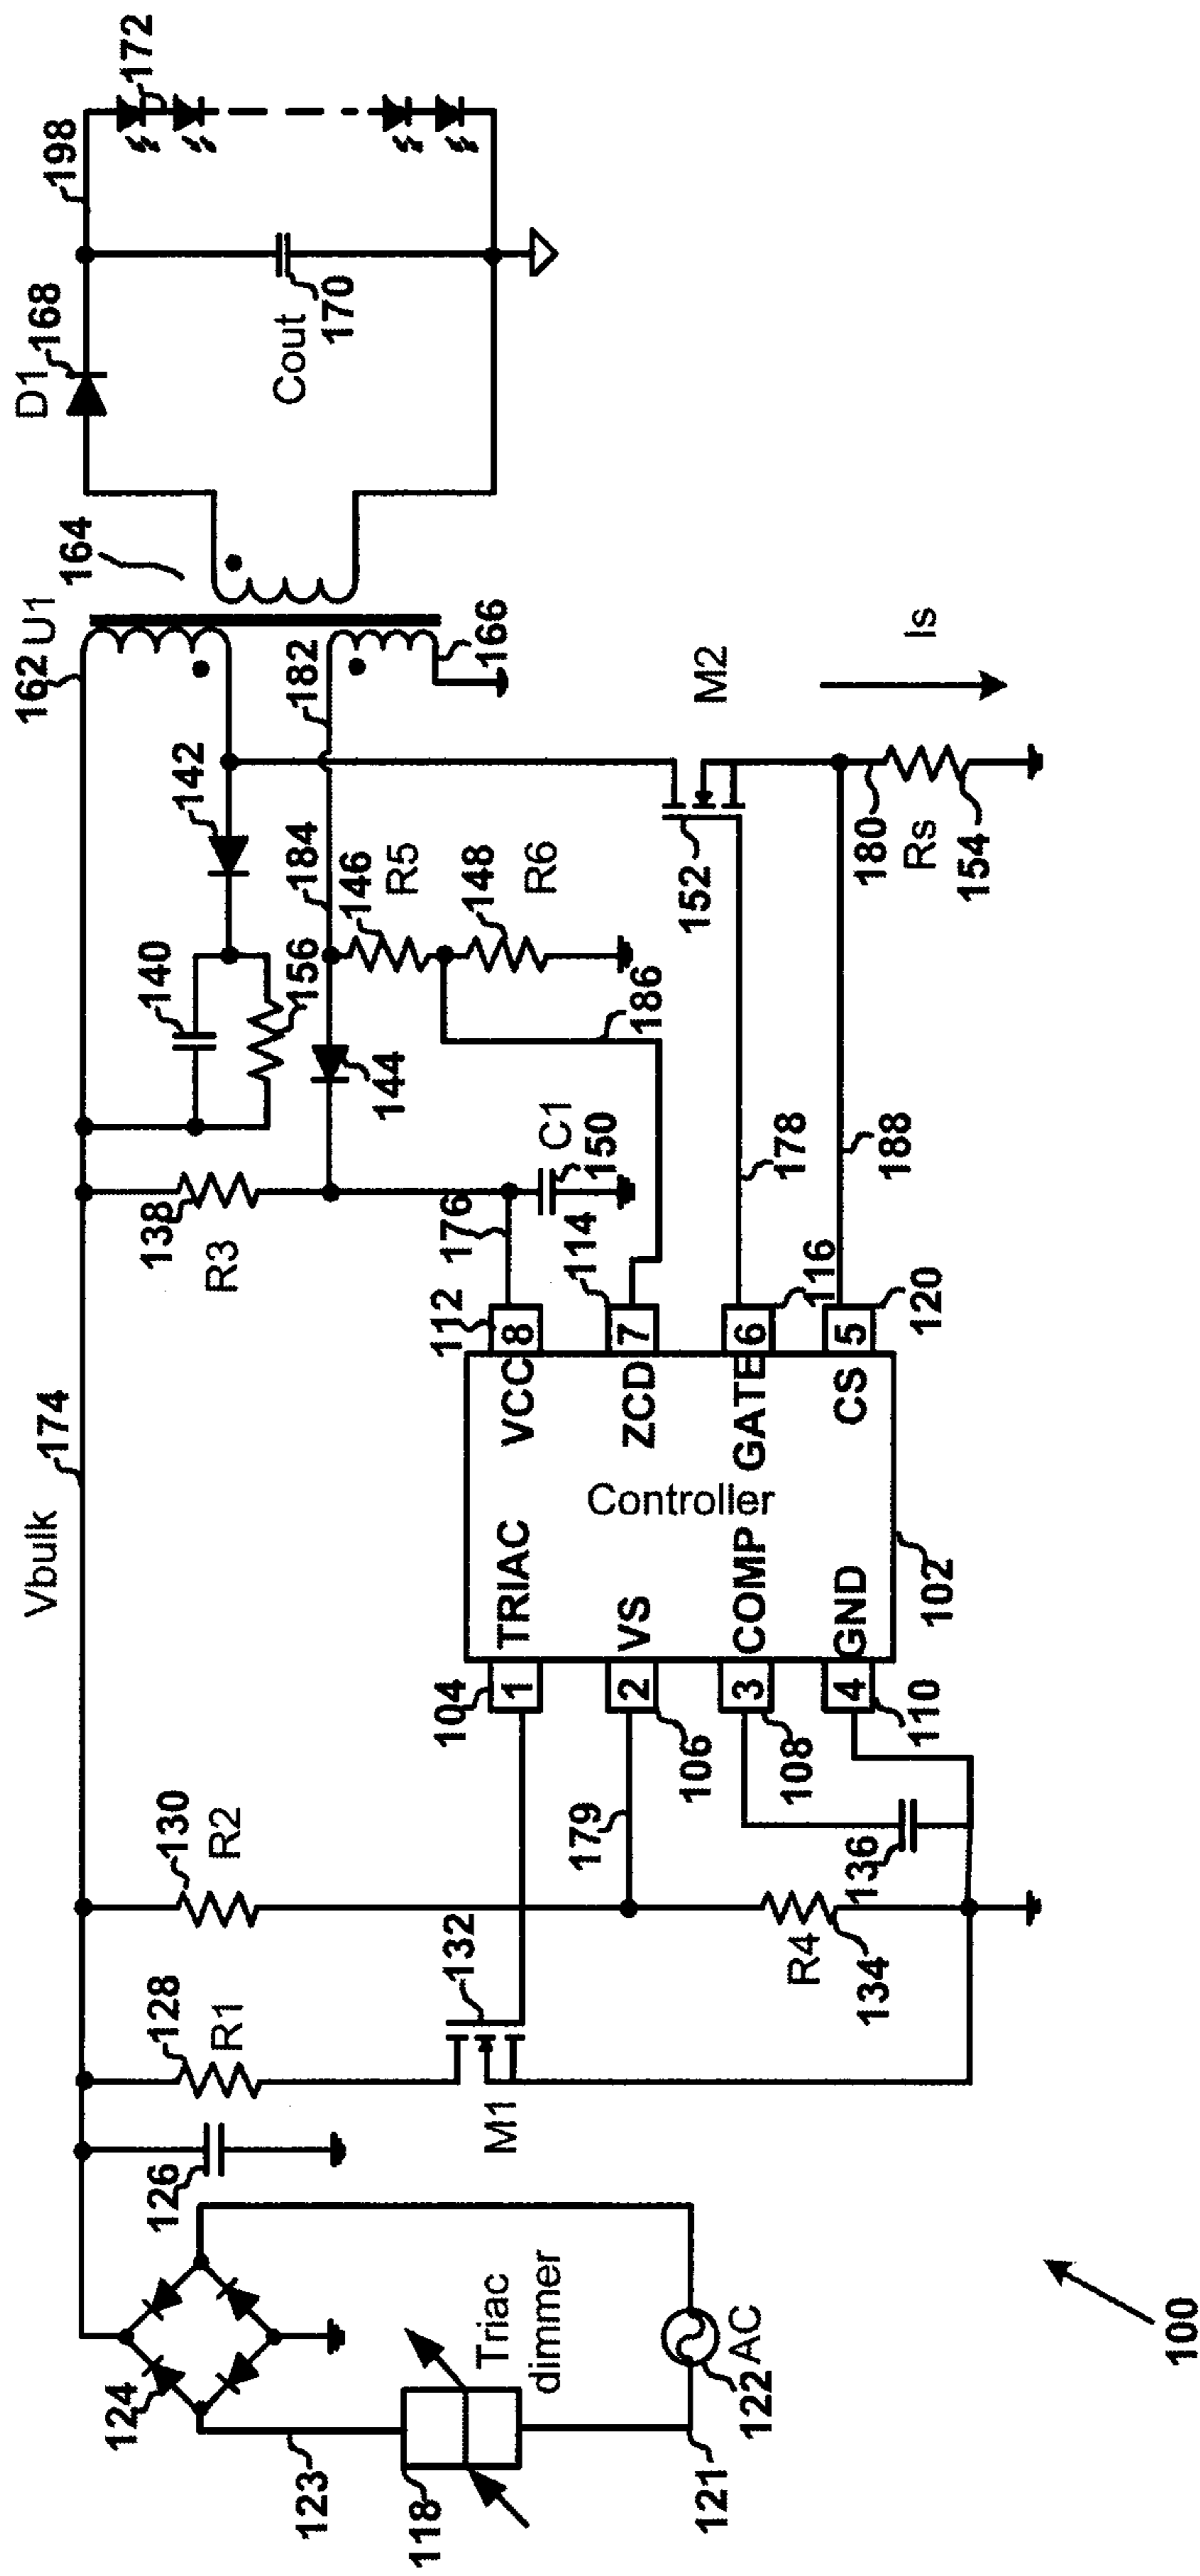 Vbulk
174
162 U1
164
D1
168
198
172
Cout
170
124
126
128
R1
130
R2
138
R3
140
142
156
144
184
182
166
146
R5
148
R6
186
C1
150
176
123
118
Triac
dimmer
121
122
AC
M1
132
179
R4
134
136
104
106
108
110
112
114
116
120
1
2
3
4
8
7
6
5
TRIAC
VS
COMP
GND
VCC
ZCD
GATE
CS
Controller
102
178
188
152
M2
180
Rs
154
Is
100